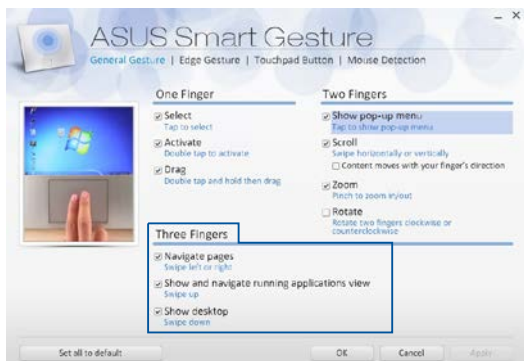 ASUS Smart Gesture
General Gesture | Edge Gesture | Touchpad Button | Mouse Detection
One Finger
Select
Tap to select
Activate
Double tap to activate
Drag
Double tap and hold then drag
Two Fingers
Show pop-up menu
Tap to show pop-up menu
Scroll
Swipe horizontally or vertically
Content moves with your finger's direction
Zoom
Pinch to zoom in/out
Rotate
Rotate two fingers clockwise or
counterclockwise
Three Fingers
Navigate pages
Swipe left or right
Show and navigate running applications view
Swipe up
Show desktop
Swipe down
Set all to default
OK
Cancel
Apply